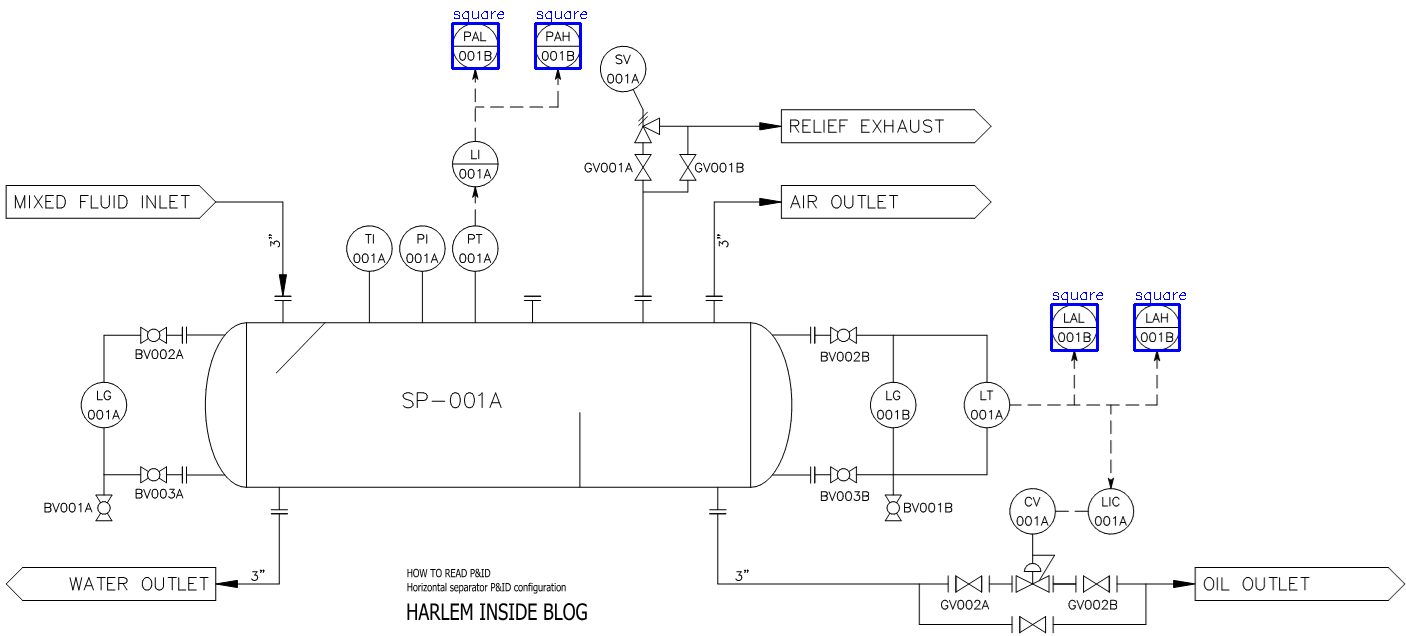 square
square
PAL
001B
PAH
001B
SV
001A
RELIEF EXHAUST
LI
001A
GV001A
GV001B
MIXED FLUID INLET
AIR OUTLET
3"
3"
TI
001A
PI
001A
PT
001A
square
square
LAL
001B
LAH
001B
BV002A
BV002B
LG
001A
SP-001A
LG
001B
LT
001A
BV003A
BV003B
BV001A
BV001B
CV
001A
LIC
001A
WATER OUTLET
3"
HOW TO READ P&ID
Horizontal separator P&ID configuration
HARLEM INSIDE BLOG
3"
GV002A
GV002B
OIL OUTLET